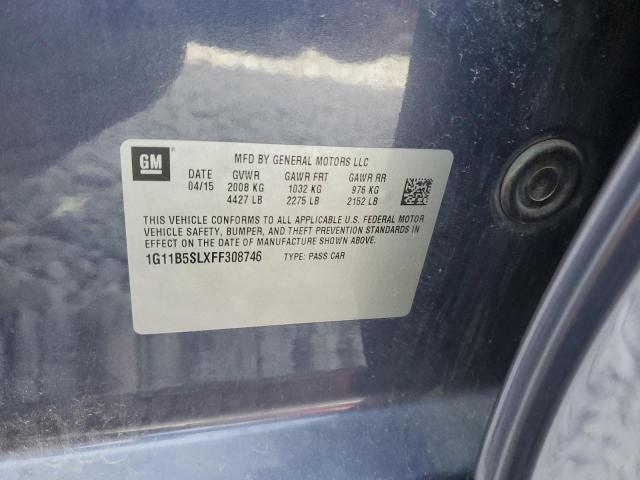 GM
MFD BY GENERAL MOTORS LLC
DATE GVWR GAWR FRT GAWR RR
04/15 2008 KG 1032 KG 976 KG
4427 LB 2275 LB 2152 LB
THIS VEHICLE CONFORMS TO ALL APPLICABLE U.S. FEDERAL MOTOR
VEHICLE SAFETY, BUMPER, AND THEFT PREVENTION STANDARDS IN
EFFECT ON THE DATE OF MANUFACTURE SHOWN ABOVE.
1G11B5SLXFF308746 TYPE: PASS CAR